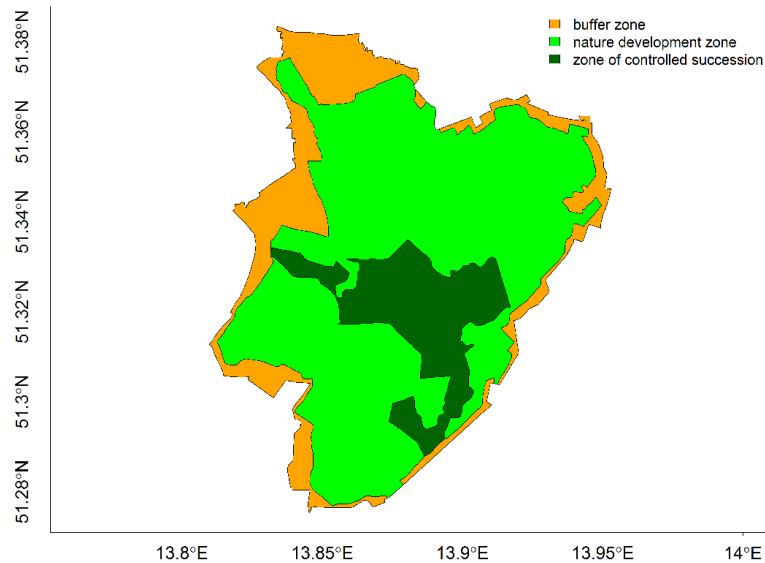 buffer zone
nature development zone
zone of controlled succession
51.38°N
51.36°N
51.34°N
51.32°N
51.3°N
51.28°N
13.8°E
13.85°E
13.9°E
13.95°E
14°E